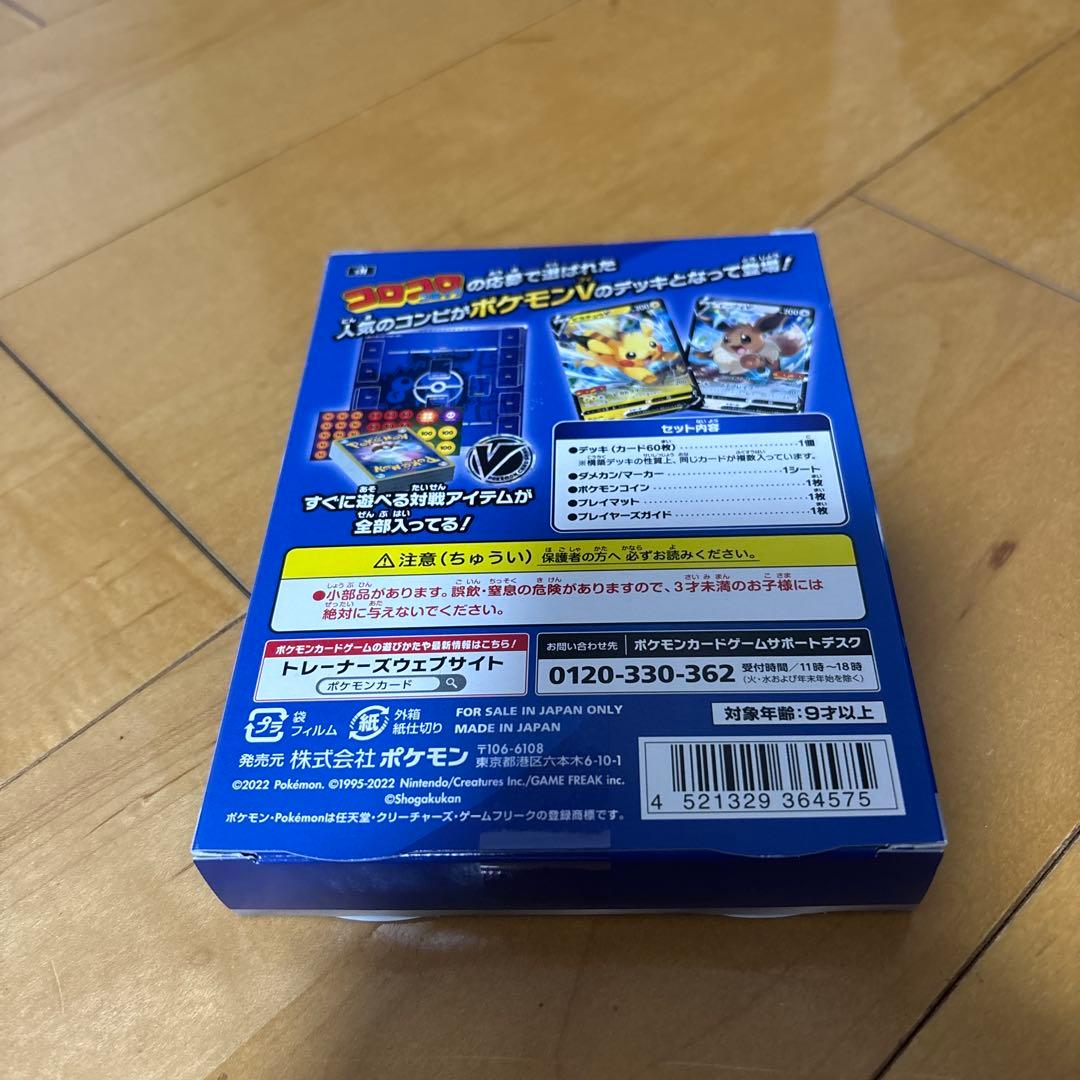 コロコロの応募で選ばれた
人気のコンビがポケモンVのデッキとなって登場!
200
200
100
100
100
V
すぐに遊べる対戦アイテムが
全部入ってる!
セット内容
●デッキ(カード60枚)……1個
※構築デッキの性質上、同じカードが複数入っています。
●ダメカン/マーカー……1シート
●ポケモンコイン……1枚
●プレイマット……1枚
●プレイヤーズガイド……1枚
⚠注意(ちゅうい) 保護者の方へ 必ずお読みください。
●小部品があります。誤飲・窒息の危険がありますので、3才未満のお子様には
絶対に与えないでください。
ポケモンカードゲームの遊びかたや最新情報はこちら!
トレーナーズウェブサイト
ポケモンカード
お問い合わせ先 ポケモンカードゲームサポートデスク
0120-330-362 受付時間/11時~18時
(火・水および年末年始を除く)
プラ 袋
フィルム
紙 外箱
紙仕切り
FOR SALE IN JAPAN ONLY
MADE IN JAPAN
対象年齢:9才以上
発売元 株式会社 ポケモン 〒106-6108
東京都港区六本木6-10-1
©2022 Pokémon. ©1995-2022 Nintendo/Creatures Inc./GAME FREAK inc.
©Shogakukan
ポケモン・Pokémonは任天堂・クリーチャーズ・ゲームフリークの登録商標です。
4 521329 364575